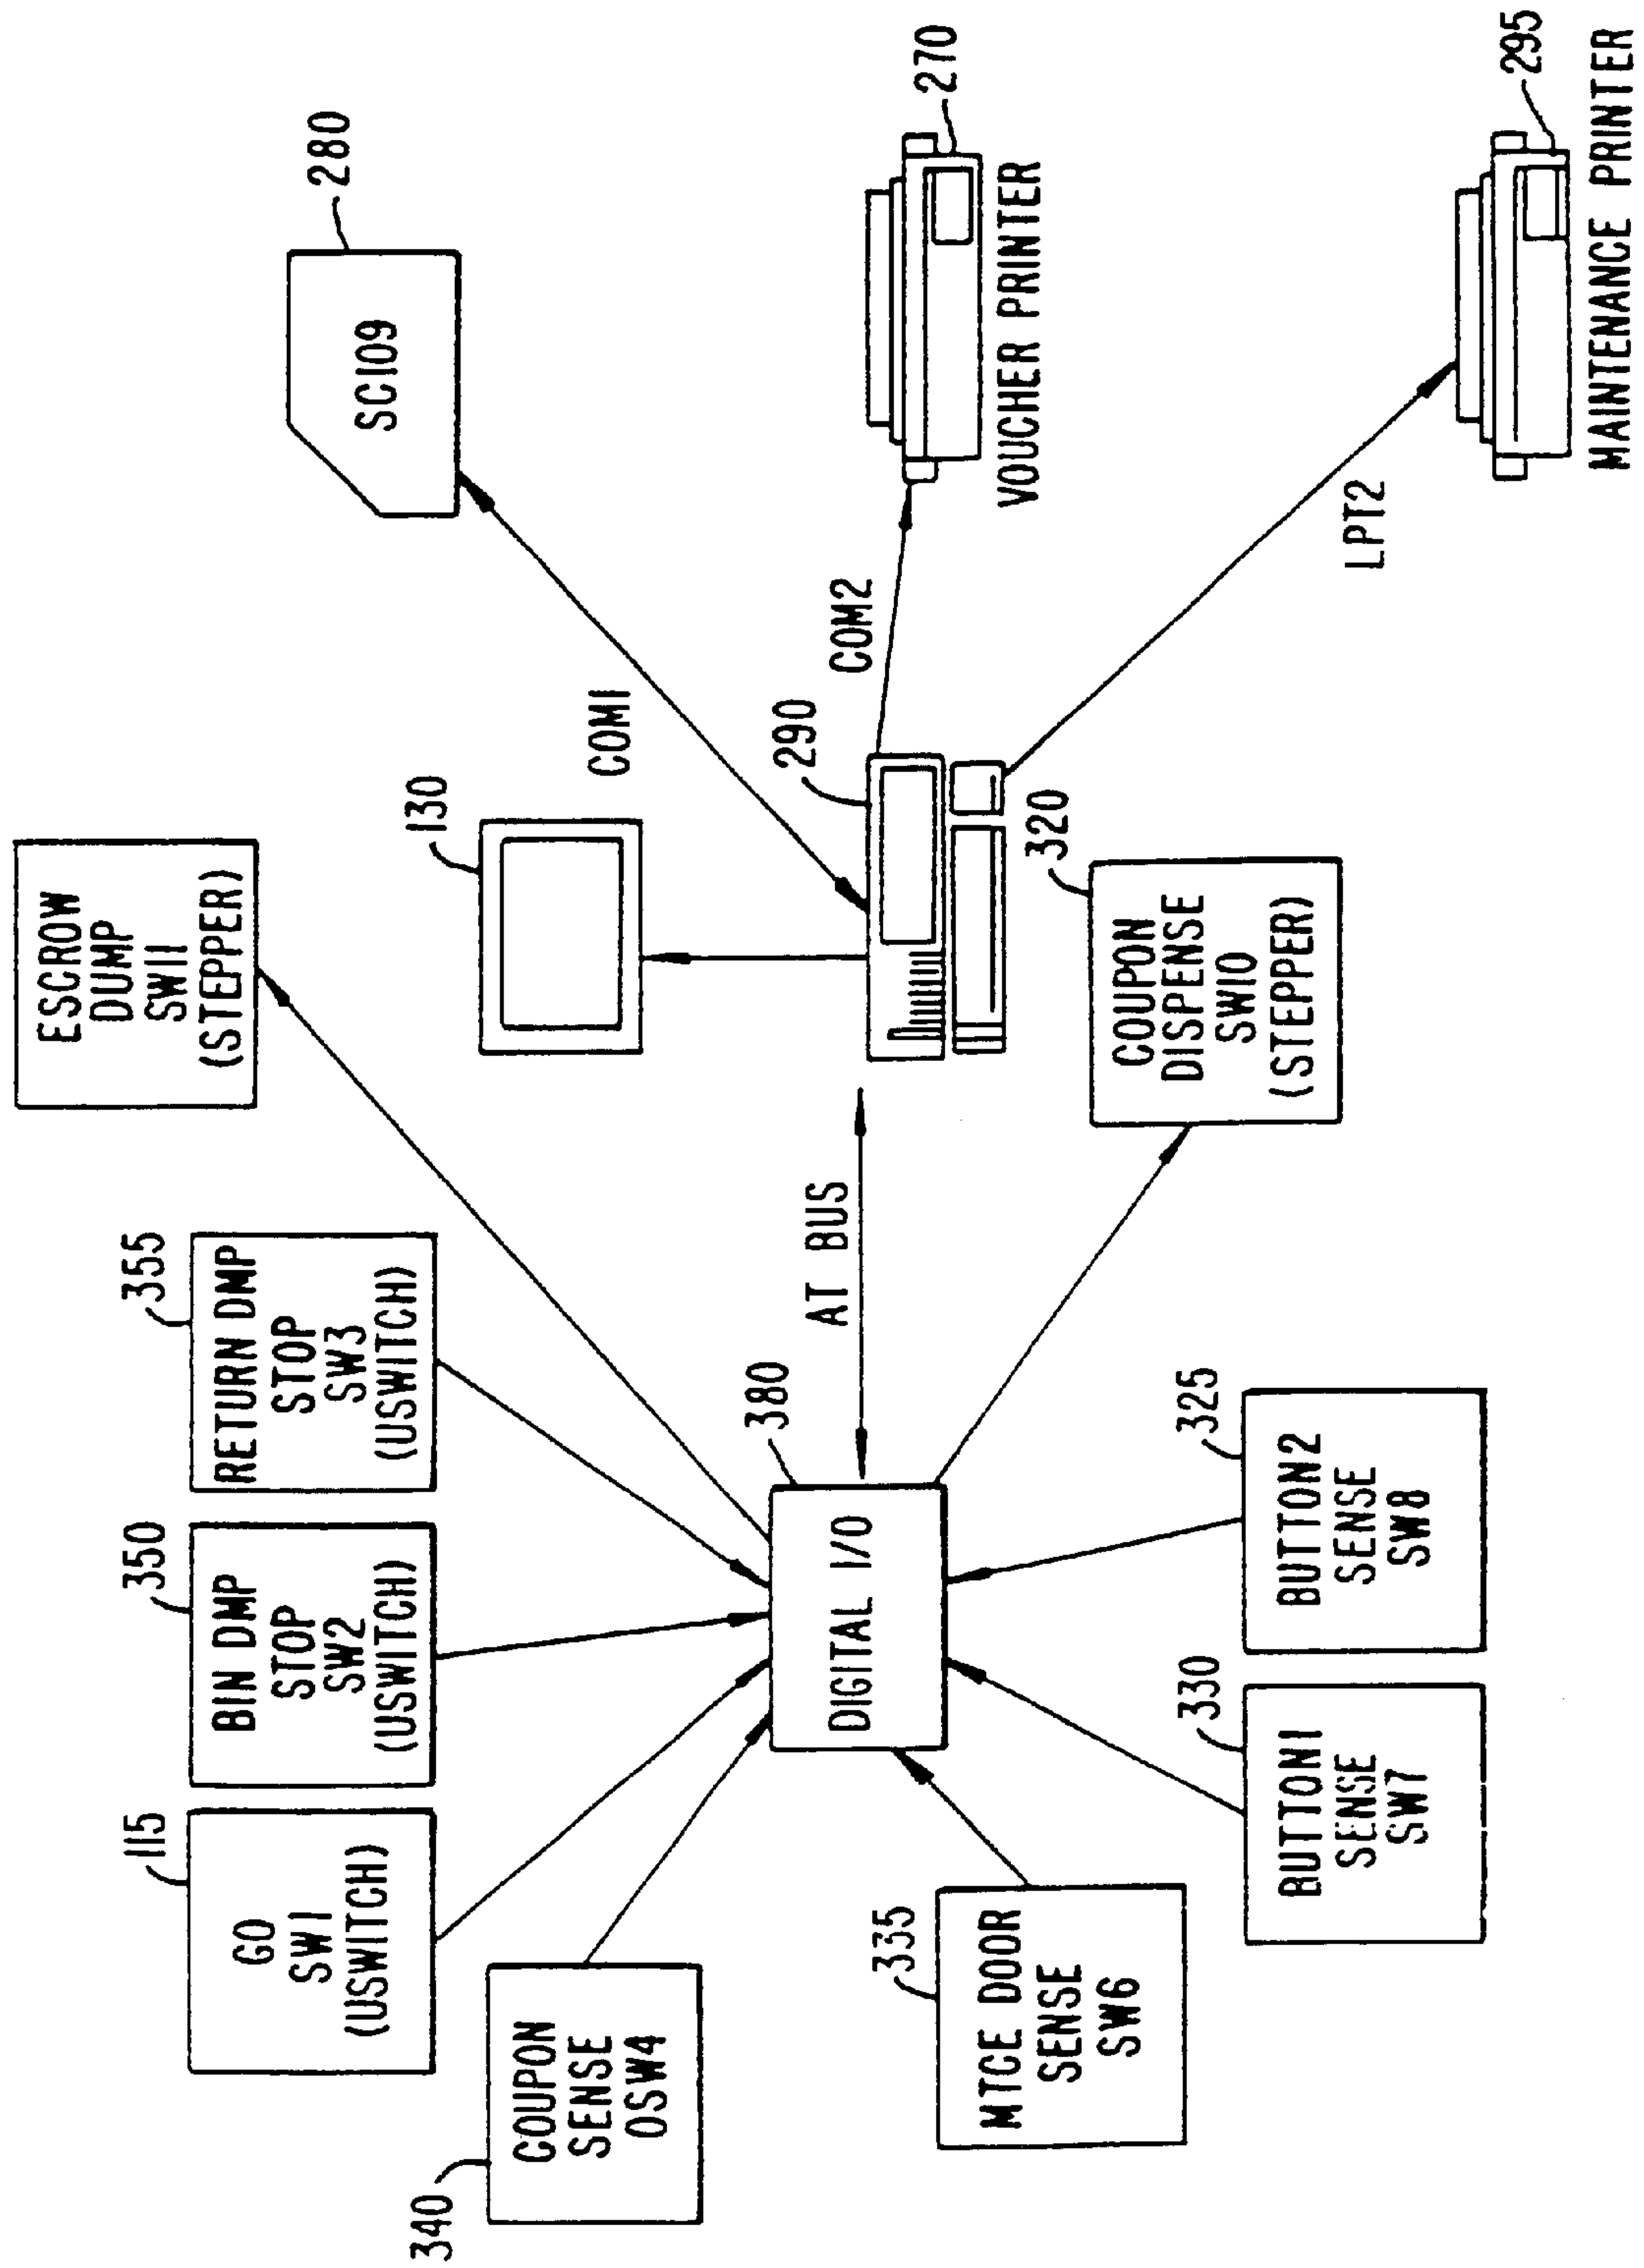 ESCROW
DUMP
SW11
(STEPPER)
355
RETURN DMP
STOP
SW3
(USWITCH)
350
BIN DMP
STOP
SW2
(USWITCH)
115
GO
SW1
(USWITCH)
340
COUPON
SENSE
OSW4
335
MTCE DOOR
SENSE
SW6
330
BUTTON1
SENSE
SW7
325
BUTTON2
SENSE
SW8
380
DIGITAL I/O
AT BUS
320
COUPON
DISPENSE
SW10
(STEPPER)
130
290
COM1
280
SC109
COM2
270
VOUCHER PRINTER
LPT2
295
MAINTENANCE PRINTER